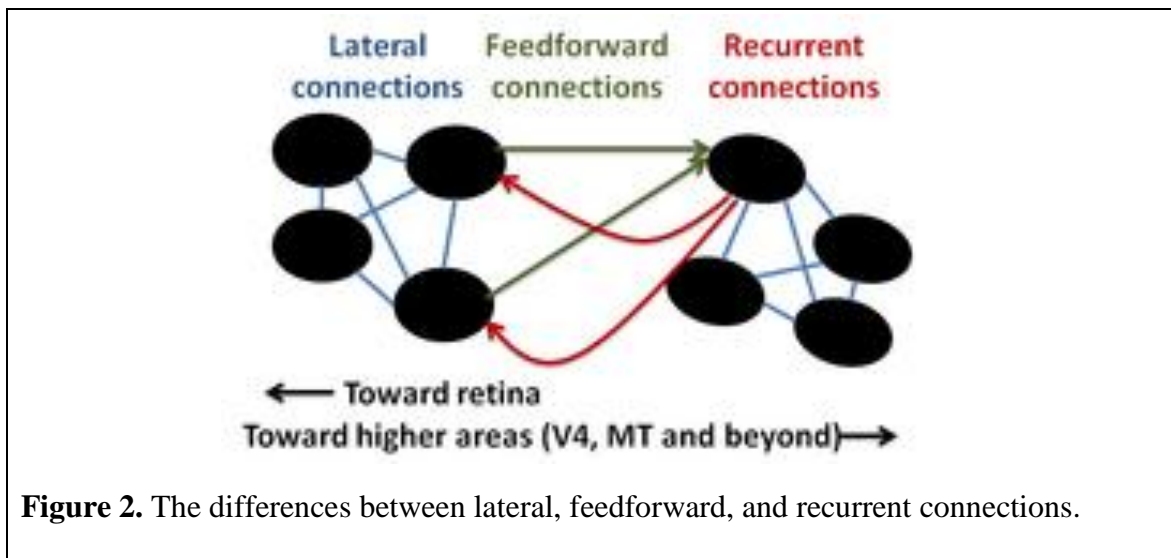 Lateral connections
Feedforward connections
Recurrent connections
Toward retina
Toward higher areas (V4, MT and beyond)
Figure 2. The differences between lateral, feedforward, and recurrent connections.